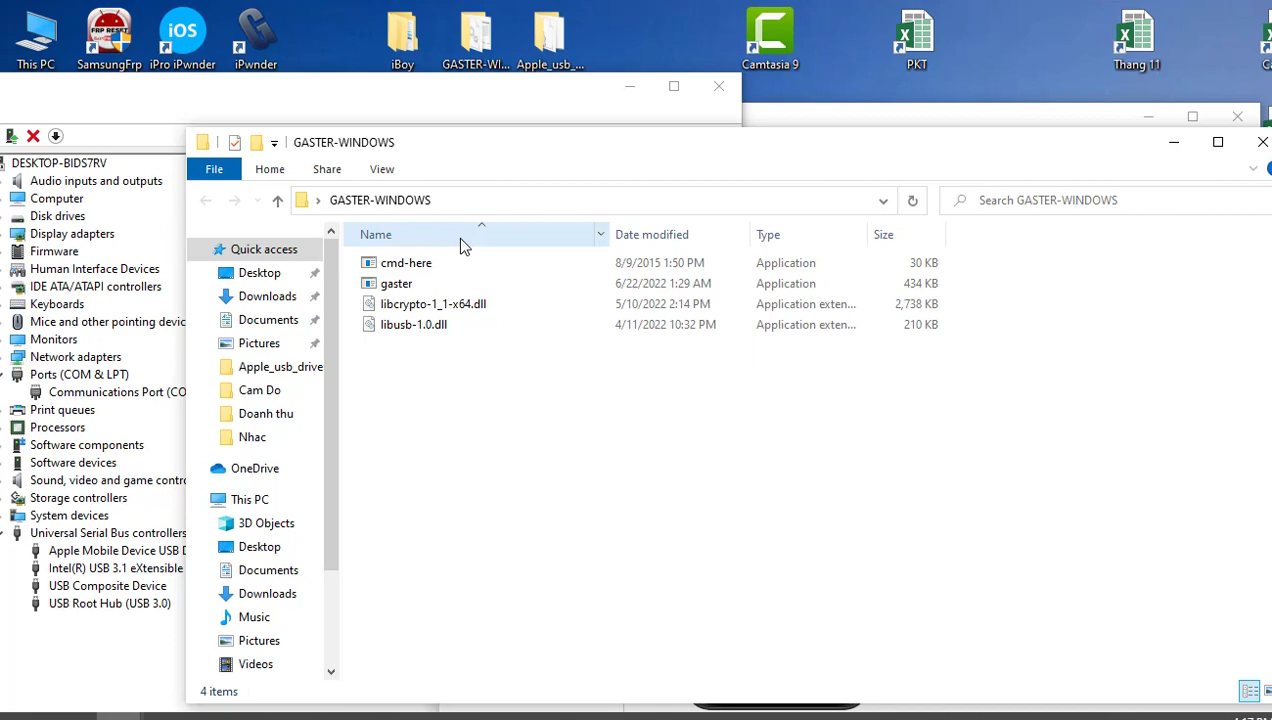 iOS
FRP RESET
This PC
SamsungFrp
iPro iPwnder
iPwnder
iBoy
GASTER-WI...
Apple_usb_...
Camtasia 9
PKT
Thang 11
DESKTOP-BIDS7RV
Audio inputs and outputs
Computer
Disk drives
Display adapters
Firmware
Human Interface Devices
IDE ATA/ATAPI controllers
Keyboards
Mice and other pointing devic
Monitors
Network adapters
Ports (COM & LPT)
Communications Port (CO
Print queues
Processors
Software components
Software devices
Sound, video and game contro
Storage controllers
System devices
Universal Serial Bus controllers
Apple Mobile Device USB D
Intel(R) USB 3.1 eXtensible
USB Composite Device
USB Root Hub (USB 3.0)
GASTER-WINDOWS
File Home Share View
GASTER-WINDOWS
Search GASTER-WINDOWS
Quick access
Desktop
Downloads
Documents
Pictures
Apple_usb_drive
Cam Do
Doanh thu
Nhac
OneDrive
This PC
3D Objects
Desktop
Documents
Downloads
Music
Pictures
Videos
Name Date modified Type Size
cmd-here 8/9/2015 1:50 PM Application 30 KB
gaster 6/22/2022 1:29 AM Application 434 KB
libcrypto-1_1-x64.dll 5/10/2022 2:14 PM Application exten... 2,738 KB
libusb-1.0.dll 4/11/2022 10:32 PM Application exten... 210 KB
4 items